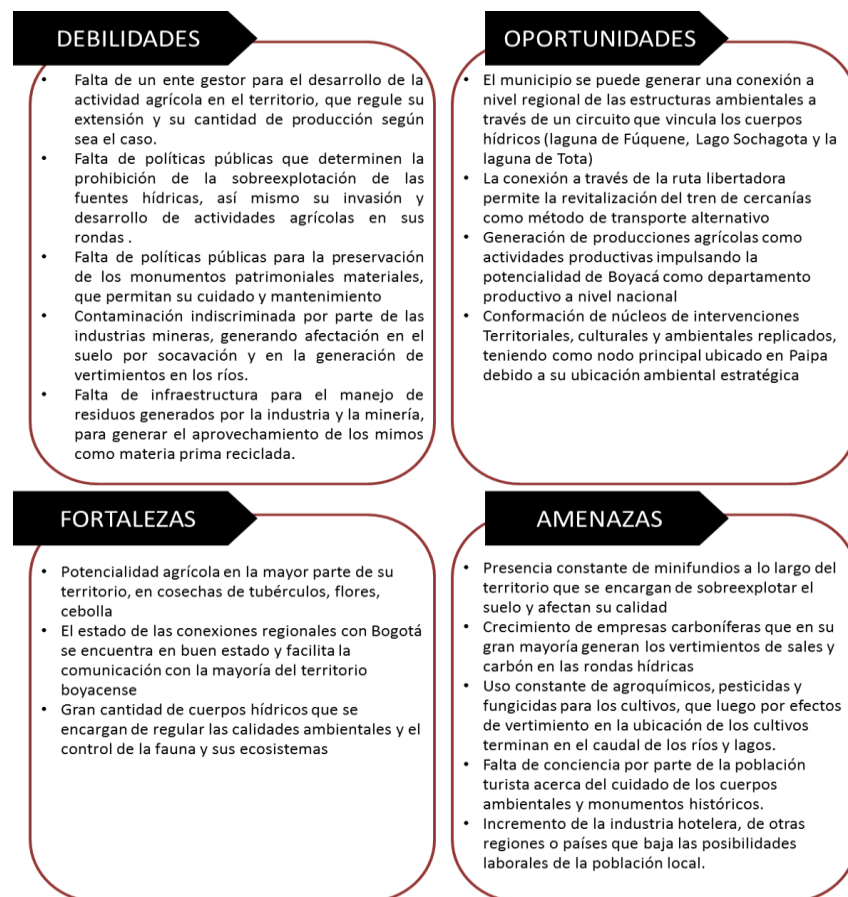 DEBILIDADES
• Falta de un ente gestor para el desarrollo de la
actividad agrícola en el territorio, que regule su
extensión y su cantidad de producción según
sea el caso.
• Falta de políticas públicas que determinen la
prohibición de la sobreexplotación de las
fuentes hídricas, así mismo su invasión y
desarrollo de actividades agrícolas en sus
rondas .
• Falta de políticas públicas para la preservación
de los monumentos patrimoniales materiales,
que permitan su cuidado y mantenimiento
• Contaminación indiscriminada por parte de las
industrias mineras, generando afectación en el
suelo por socavación y en la generación de
vertimientos en los ríos.
• Falta de infraestructura para el manejo de
residuos generados por la industria y la minería,
para generar el aprovechamiento de los mimos
como materia prima reciclada.
OPORTUNIDADES
• El municipio se puede generar una conexión a
nivel regional de las estructuras ambientales a
través de un circuito que vincula los cuerpos
hídricos (laguna de Fúquene, Lago Sochagota y la
laguna de Tota)
• La conexión a través de la ruta libertadora
permite la revitalización del tren de cercanías
como método de transporte alternativo
• Generación de producciones agrícolas como
actividades productivas impulsando la
potencialidad de Boyacá como departamento
productivo a nivel nacional
• Conformación de núcleos de intervenciones
Territoriales, culturales y ambientales replicados,
teniendo como nodo principal ubicado en Paipa
debido a su ubicación ambiental estratégica
FORTALEZAS
• Potencialidad agrícola en la mayor parte de su
territorio, en cosechas de tubérculos, flores,
cebolla
• El estado de las conexiones regionales con Bogotá
se encuentra en buen estado y facilita la
comunicación con la mayoría del territorio
boyacense
• Gran cantidad de cuerpos hídricos que se
encargan de regular las calidades ambientales y el
control de la fauna y sus ecosistemas
AMENAZAS
• Presencia constante de minifundios a lo largo del
territorio que se encargan de sobreexplotar el
suelo y afectan su calidad
• Crecimiento de empresas carboníferas que en su
gran mayoría generan los vertimientos de sales y
carbón en las rondas hídricas
• Uso constante de agroquímicos, pesticidas y
fungicidas para los cultivos, que luego por efectos
de vertimiento en la ubicación de los cultivos
terminan en el caudal de los ríos y lagos.
• Falta de conciencia por parte de la población
turista acerca del cuidado de los cuerpos
ambientales y monumentos históricos.
• Incremento de la industria hotelera, de otras
regiones o países que baja las posibilidades
laborales de la población local.